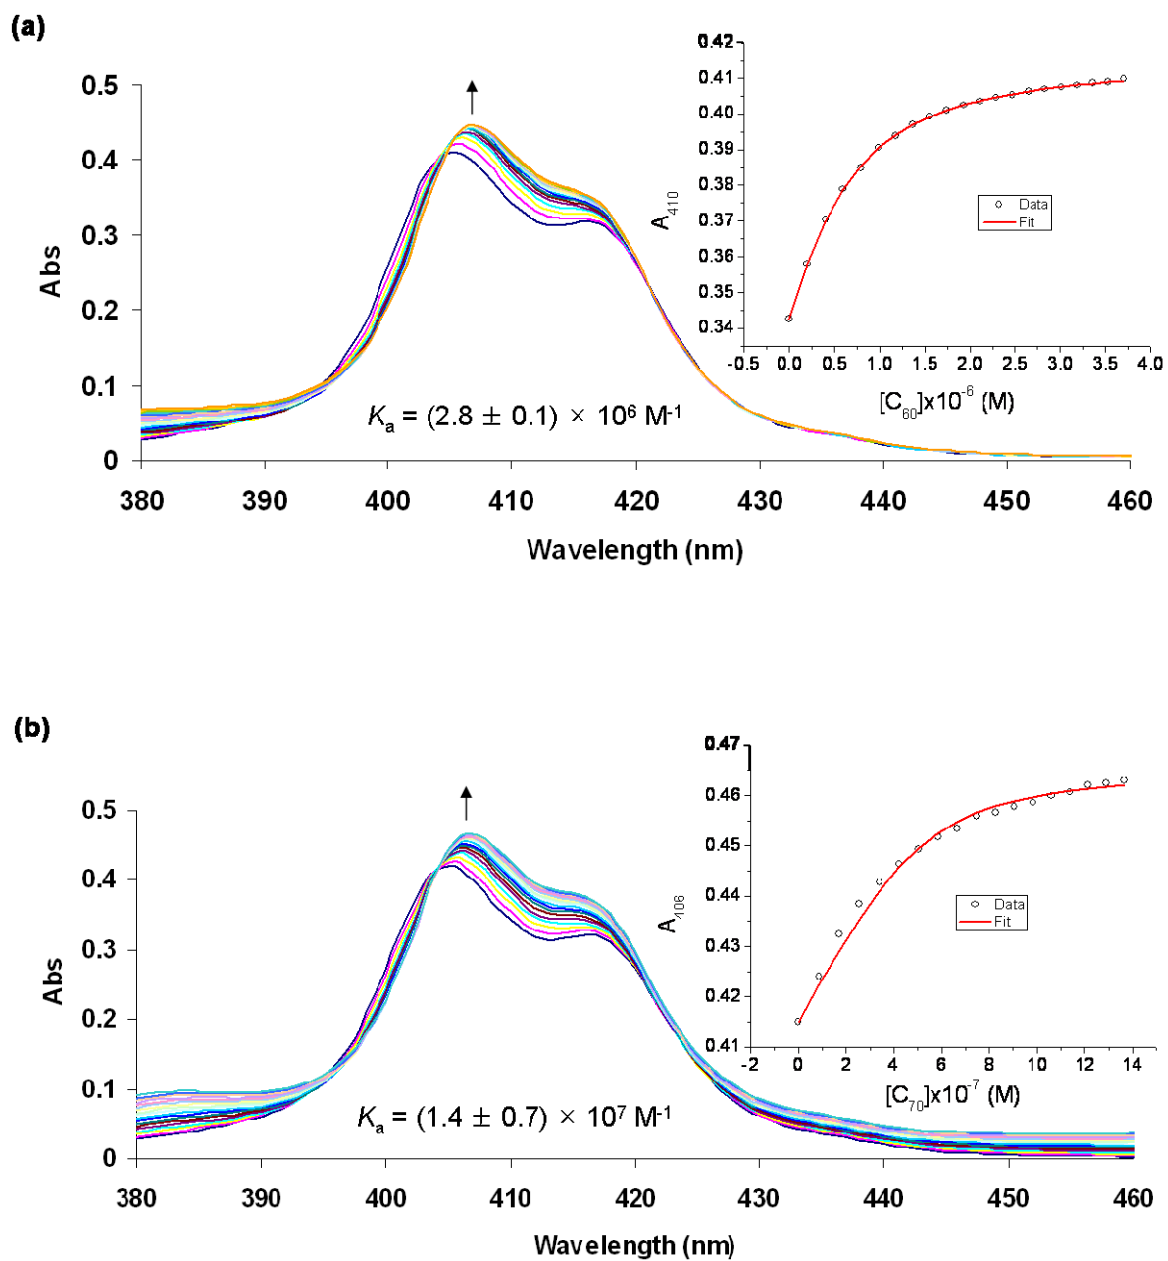 (a)
0.5
0.4
0.3
0.2
0.1
0
Abs
380 390 400 410 420 430 440 450 460
Wavelength (nm)
Kₐ = (2.8 ± 0.1) × 10⁶ M⁻¹
0.42
0.41
0.40
0.39
0.38
0.37
0.36
0.35
0.34
A₄₁₀
Data
Fit
-0.5 0.0 0.5 1.0 1.5 2.0 2.5 3.0 3.5 4.0
[C₆₀]x10⁻⁶ (M)
(b)
0.5
0.4
0.3
0.2
0.1
0
Abs
380 390 400 410 420 430 440 450 460
Wavelength (nm)
Kₐ = (1.4 ± 0.7) × 10⁷ M⁻¹
0.47
0.46
0.45
0.44
0.43
0.42
0.41
A₄₀₆
Data
Fit
-2 0 2 4 6 8 10 12 14
[C₇₀]x10⁻⁷ (M)